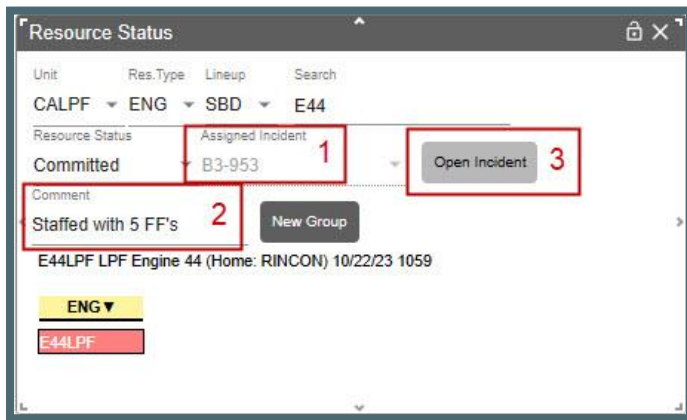 Resource Status
Unit Res.Type Lineup Search
CALPF ENG SBD E44
Resource Status Assigned Incident
Committed B3-953 1 Open Incident 3
Comment
Staffed with 5 FF's 2 New Group
E44LPF LPF Engine 44 (Home: RINCON) 10/22/23 1059
ENG▼
E44LPF